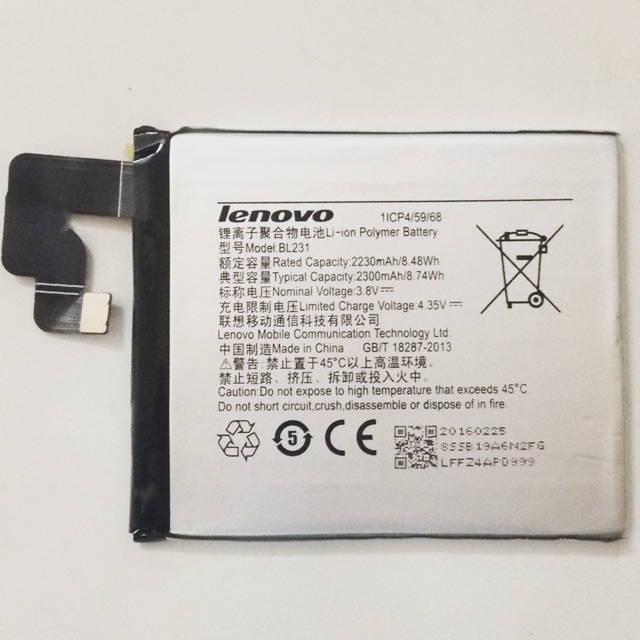 lenovo 1ICP4/59/68
锂离子聚合物电池Li-ion Polymer Battery
型号Model:BL231
额定容量Rated Capacity:2230mAh/8.48Wh
典型容量Typical Capacity:2300mAh/8.74Wh
标称电压Nominal Voltage:3.8V
充电限制电压Limited Charge Voltage:4.35V
联想移动通信科技有限公司
Lenovo Mobile Communication Technology Ltd.
中国制造Made in China GB/T 18287-2013
警告:禁止置于45°C以上高温环境。
禁止短路、挤压、拆卸或投入火中。
Caution:Do not expose to high temperature that exceeds 45°C.
Do not short circuit,crush,disassemble or dispose of in fire.
5 CE
20160225
8SSB19A6N2FG
LFFZ4APD999